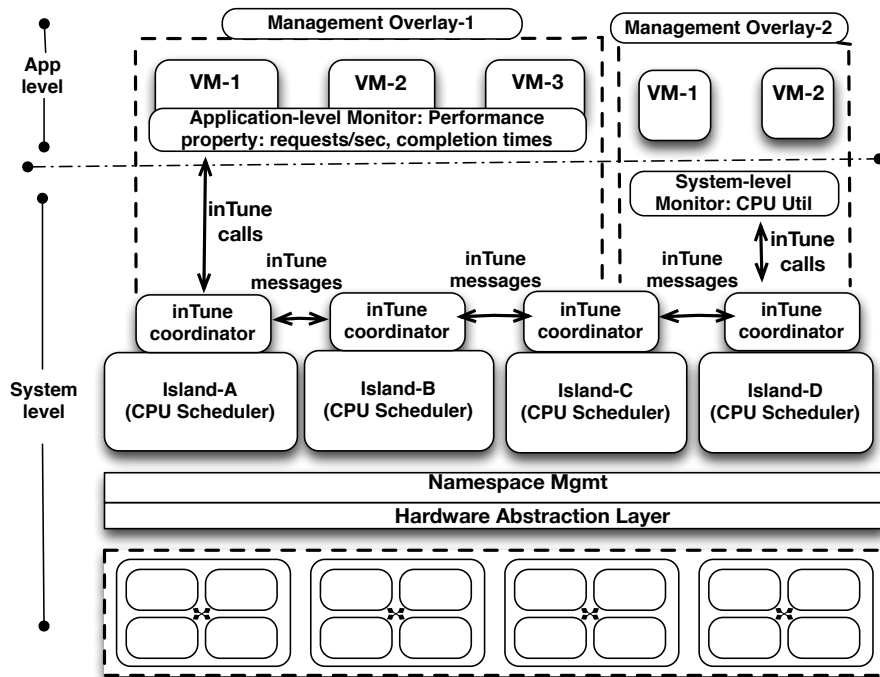 Management Overlay-1
Management Overlay-2
App
level
VM-1
VM-2
VM-3
VM-1
VM-2
Application-level Monitor: Performance
property: requests/sec, completion times
System-level
Monitor: CPU Util
inTune
calls
inTune
calls
inTune
messages
inTune
messages
inTune
messages
inTune
coordinator
inTune
coordinator
inTune
coordinator
inTune
coordinator
System
level
Island-A
(CPU Scheduler)
Island-B
(CPU Scheduler)
Island-C
(CPU Scheduler)
Island-D
(CPU Scheduler)
Namespace Mgmt
Hardware Abstraction Layer